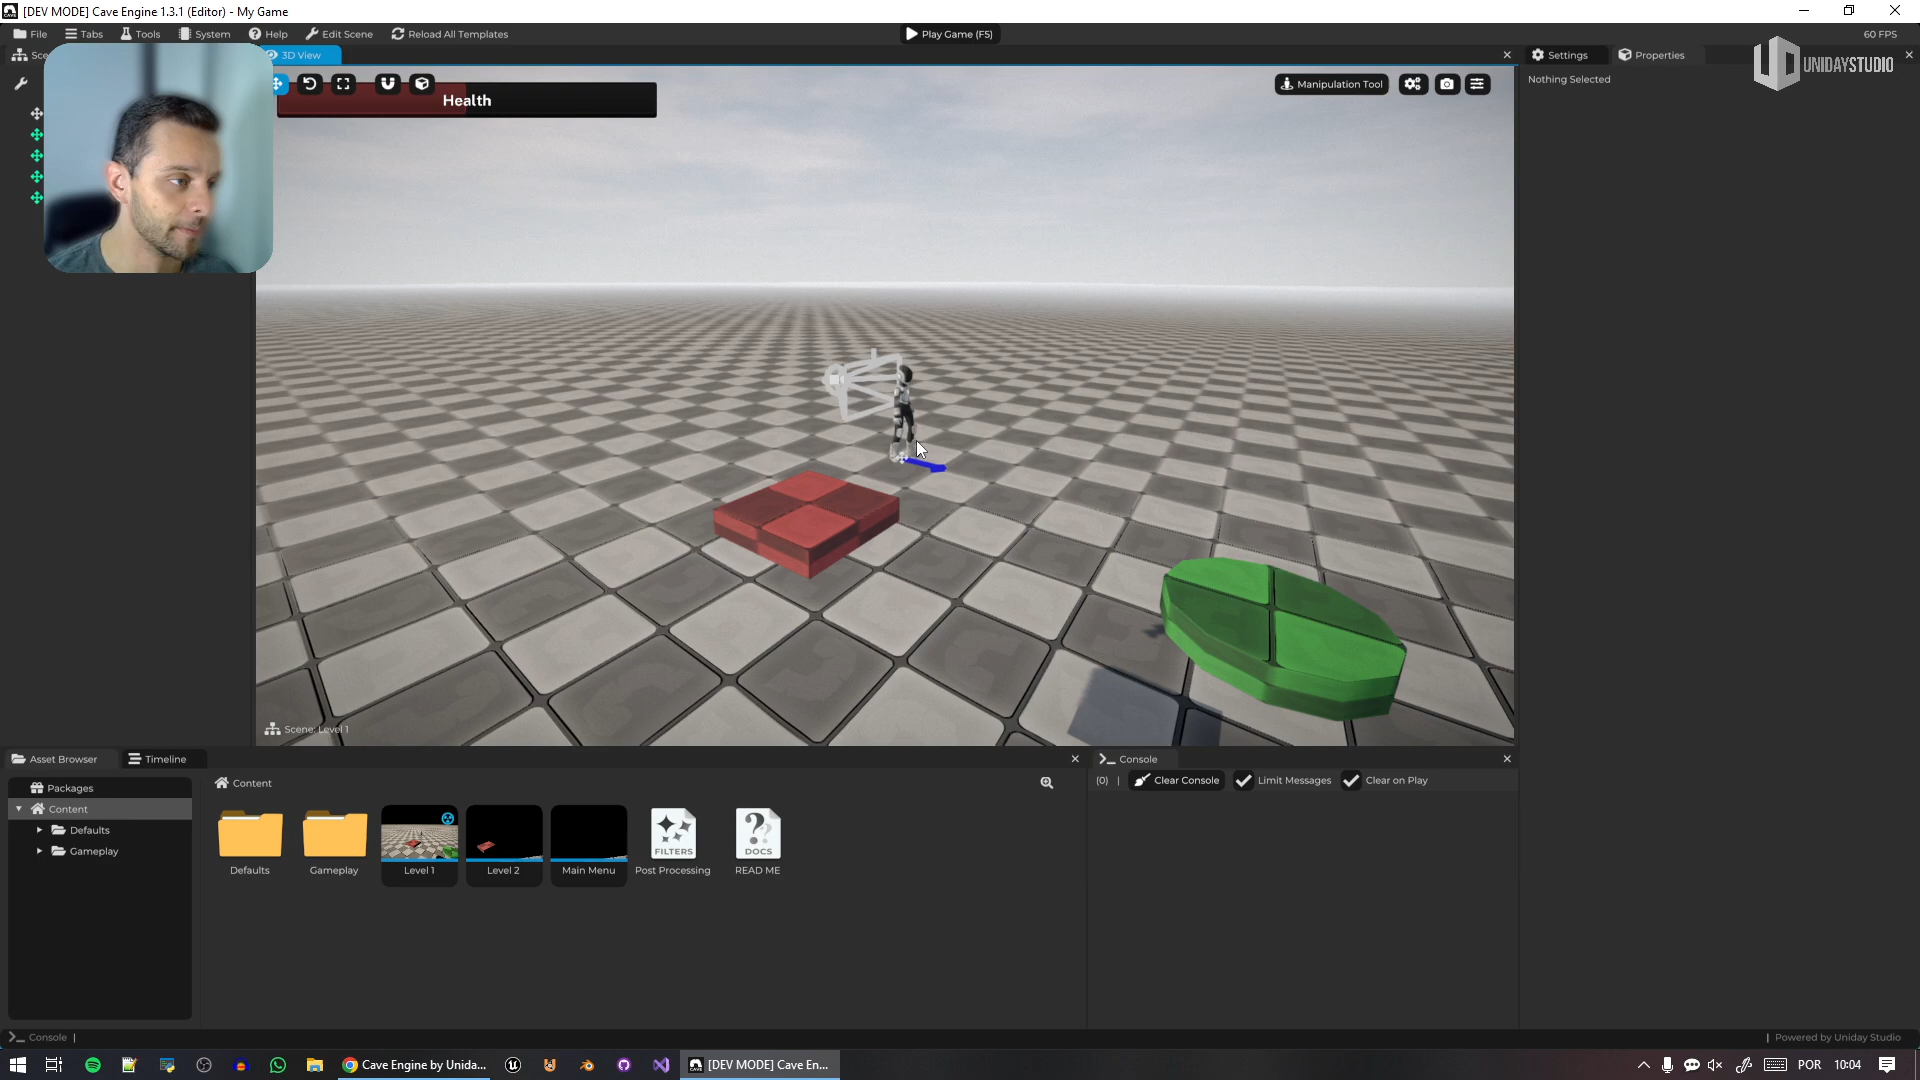 [DEV MODE] Cave Engine 1.3.1 (Editor) - My Game
File
Tabs
Tools
System
Help
Edit Scene
Reload All Templates
Play Game (F5)
60 FPS
3D View
Settings
Properties
UNIDAYSTUDIO
Nothing Selected
Health
Manipulation Tool
Scene: Level 1
Asset Browser
Timeline
Packages
Content
Defaults
Gameplay
Content
Defaults
Gameplay
Level 1
Level 2
Main Menu
FILTERS
Post Processing
DOCS
READ ME
Console
(0) |
Clear Console
Limit Messages
Clear on Play
Console |
| Powered by Uniday Studio
Cave Engine by Unida...
[DEV MODE] Cave En...
POR
10:04